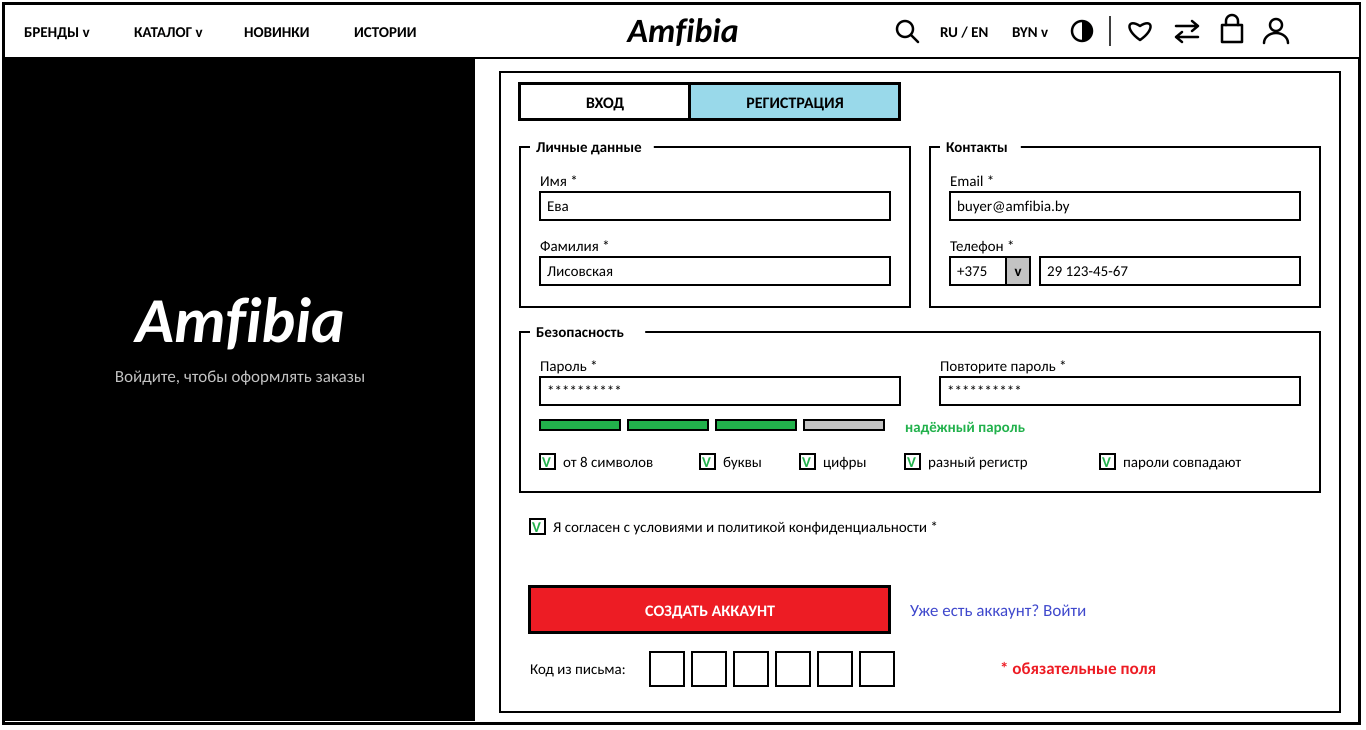 БРЕНДЫ v КАТАЛОГ v НОВИНКИ ИСТОРИИ Amfibia RU / EN BYN v
ВХОД РЕГИСТРАЦИЯ
Личные данные
Имя *
Ева
Фамилия *
Лисовская
Контакты
Email *
buyer@amfibia.by
Телефон *
+375 v 29 123-45-67
Amfibia
Войдите, чтобы оформлять заказы
Безопасность
Пароль * Повторите пароль *
********** **********
надёжный пароль
V от 8 символов V буквы V цифры V разный регистр V пароли совпадают
V Я согласен с условиями и политикой конфиденциальности *
СОЗДАТЬ АККАУНТ Уже есть аккаунт? Войти
Код из письма: * обязательные поля